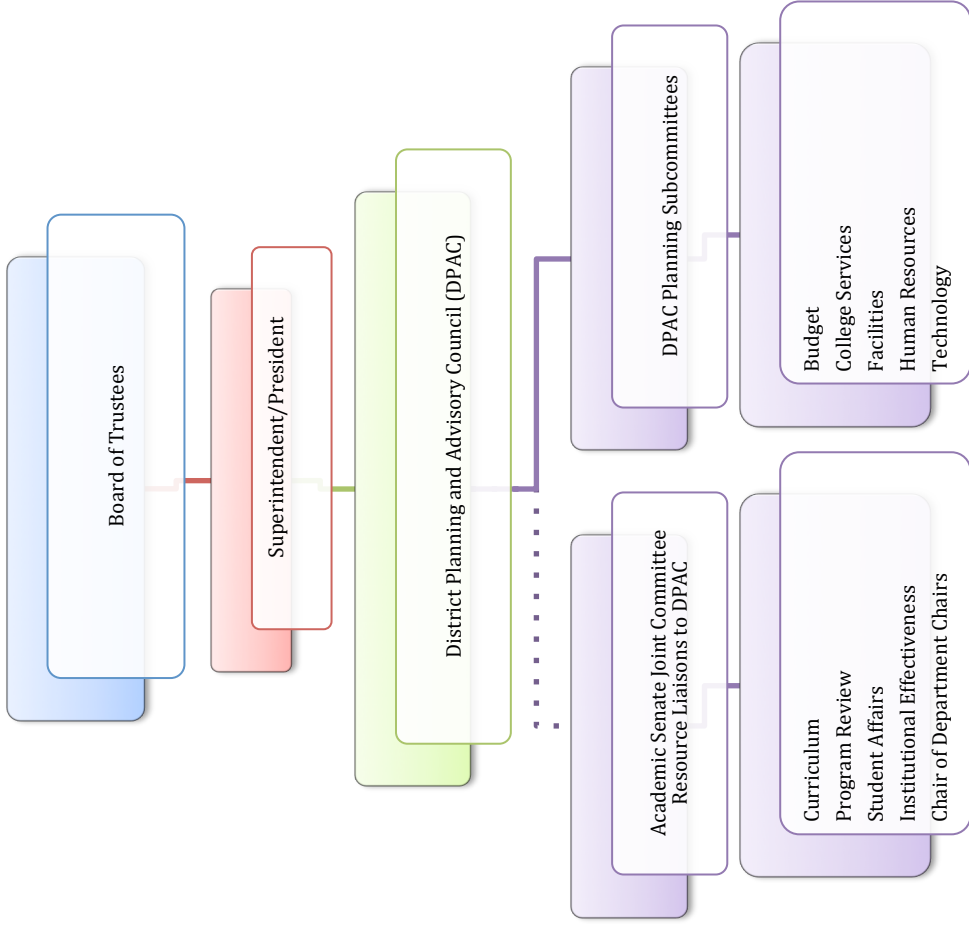 Board of Trustees
Superintendent/President
District Planning and Advisory Council (DPAC)
Academic Senate Joint Committee
Resource Liaisons to DPAC
Curriculum
Program Review
Student Affairs
Institutional Effectiveness
Chair of Department Chairs
DPAC Planning Subcommittees
Budget
College Services
Facilities
Human Resources
Technology